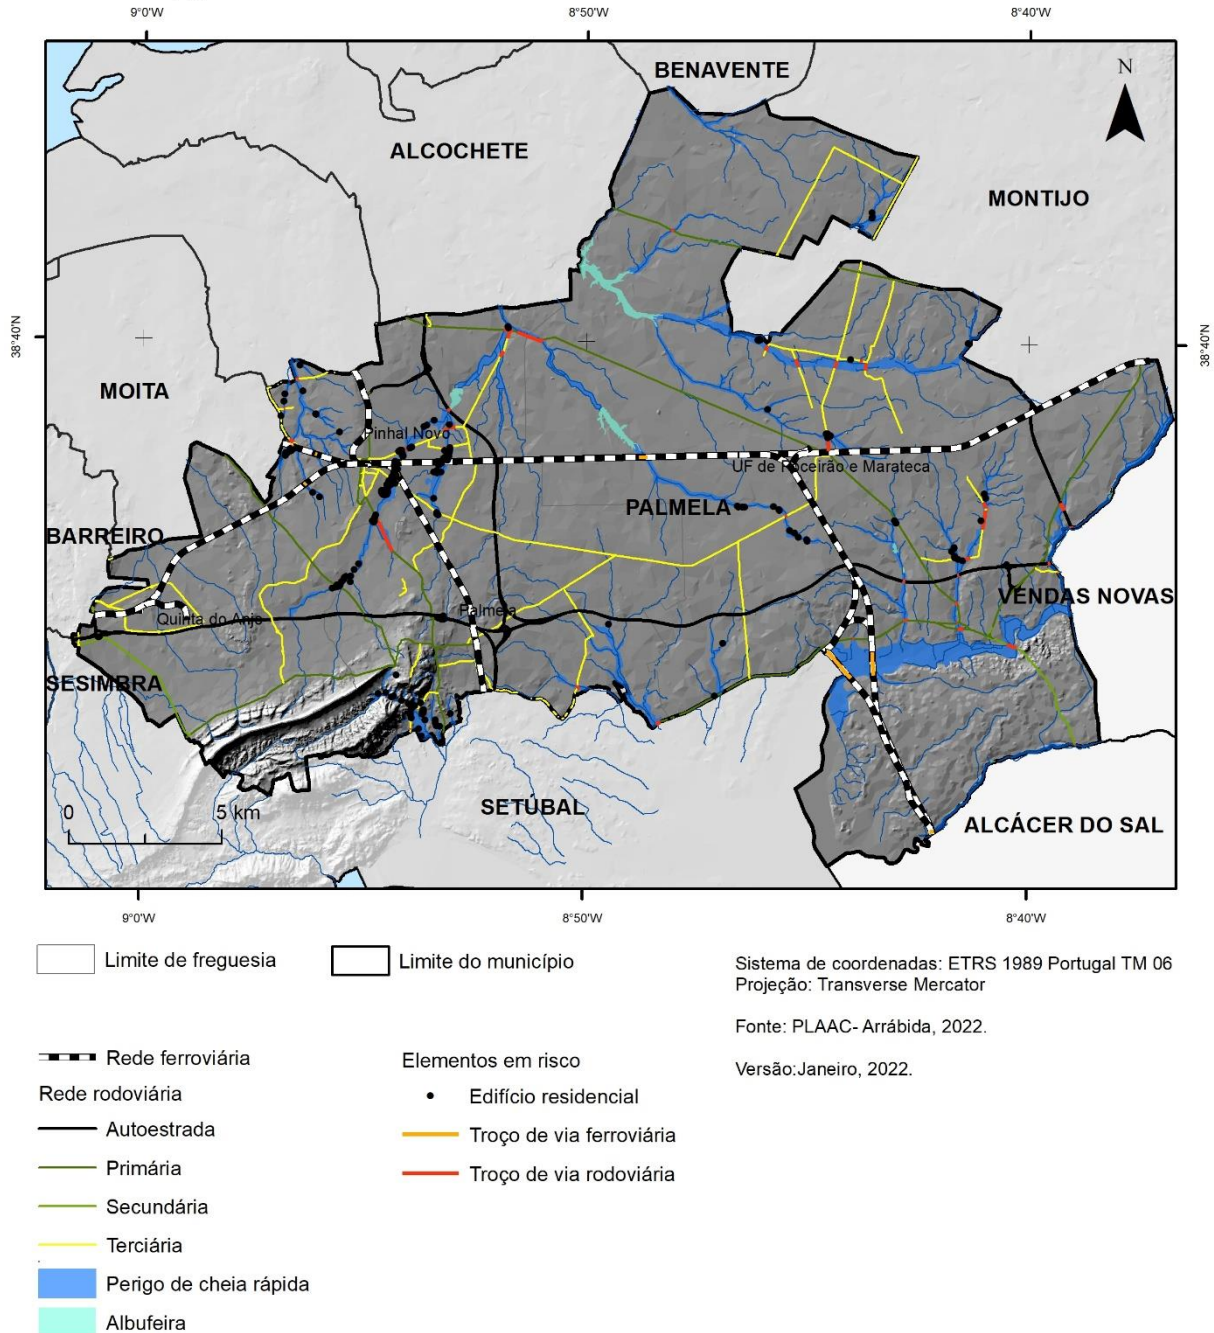 9°0'W
8°50'W
8°40'W
BENAVENTE
N
ALCOCHETE
MONTIJO
38°40'N
38°40'N
MOITA
Pinhal Novo
UF de Poceirão e Marateca
PALMELA
BARREIRO
VENDAS NOVAS
Quinta do Anjo
Palmela
SESIMBRA
SETÚBAL
0
5 km
ALCÁCER DO SAL
9°0'W
8°50'W
8°40'W
Limite de freguesia
Limite do município
Sistema de coordenadas: ETRS 1989 Portugal TM 06
Projeção: Transverse Mercator
Fonte: PLAAC- Arrábida, 2022.
Versão:Janeiro, 2022.
Rede ferroviária
Rede rodoviária
Autoestrada
Primária
Secundária
Terciária
Perigo de cheia rápida
Albufeira
Elementos em risco
Edifício residencial
Troço de via ferroviária
Troço de via rodoviária